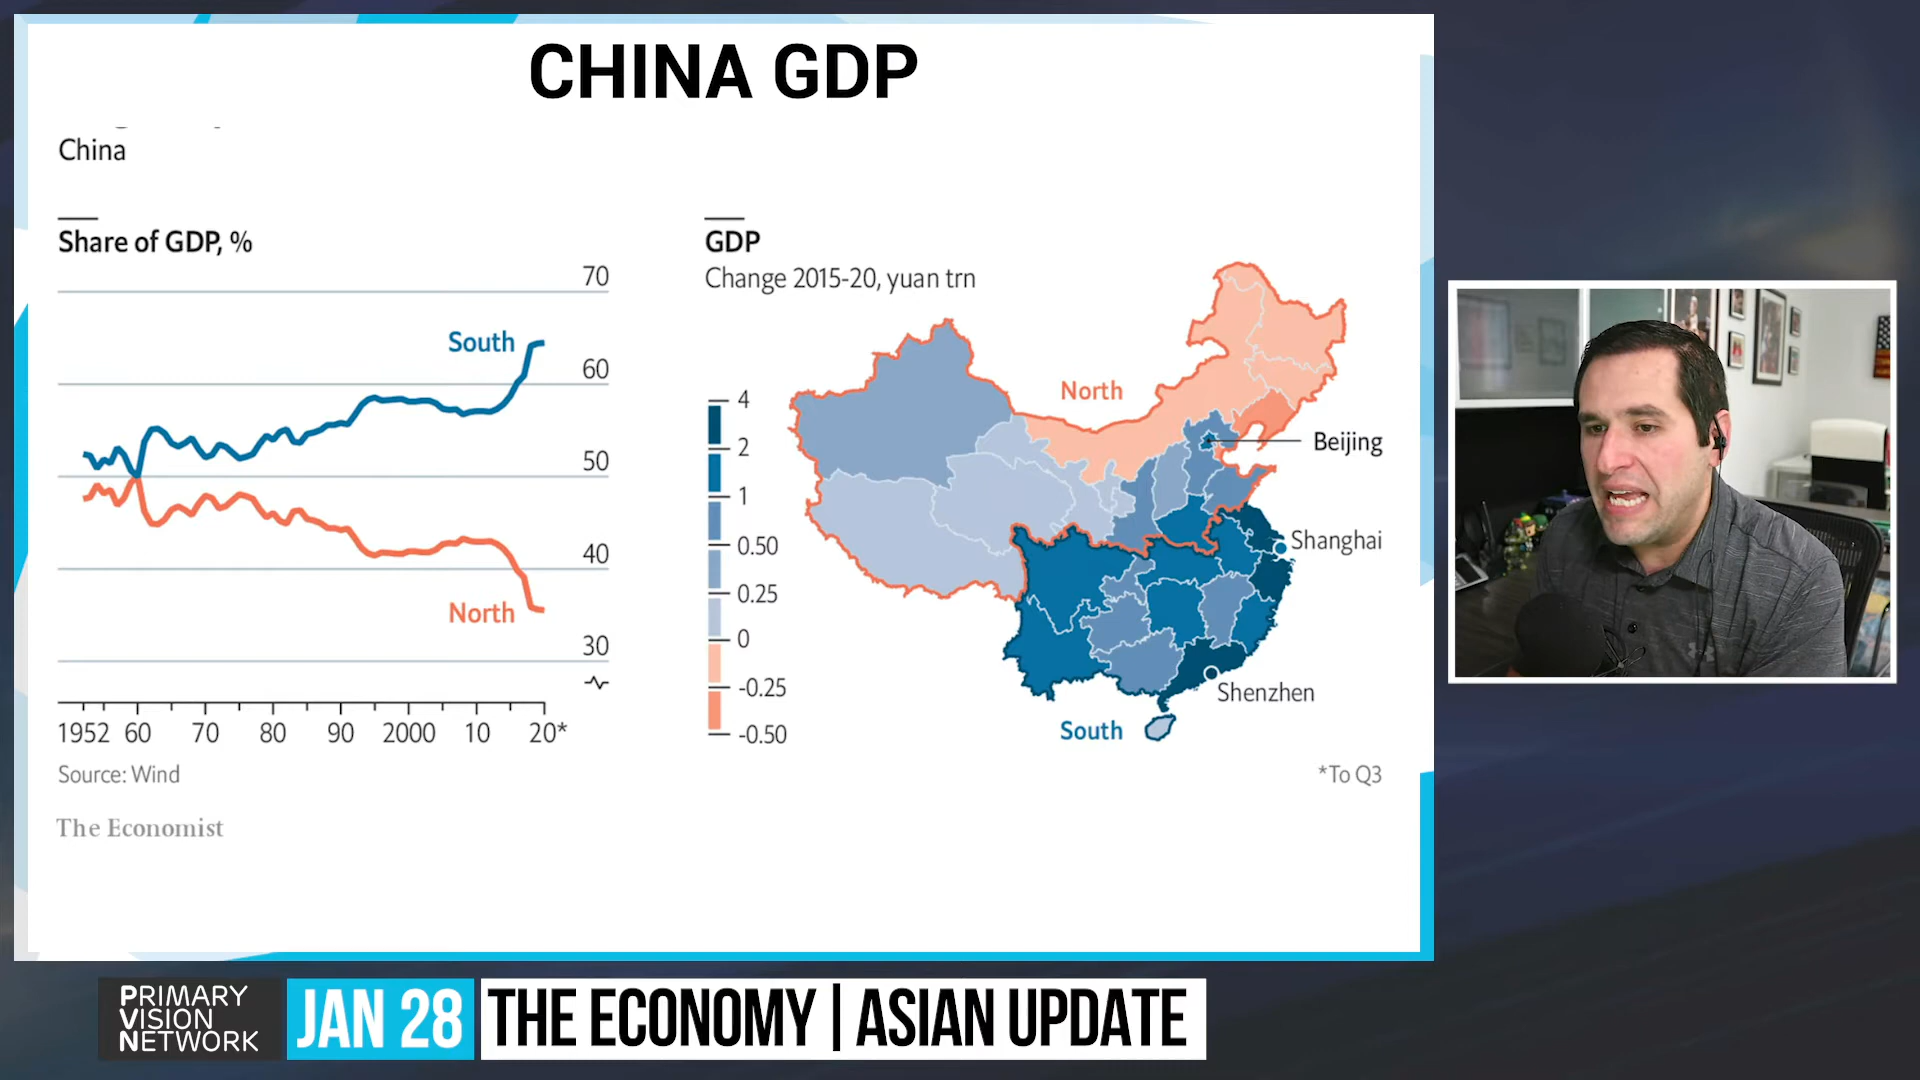 CHINA GDP
China
Share of GDP, %
70
60
50
40
30
South
North
1952 60 70 80 90 2000 10 20*
Source: Wind
The Economist
GDP
Change 2015-20, yuan trn
4
2
1
0.50
0.25
0
-0.25
-0.50
North
Beijing
Shanghai
Shenzhen
South
*To Q3
PRIMARY
VISION
NETWORK
JAN 28
THE ECONOMY | ASIAN UPDATE